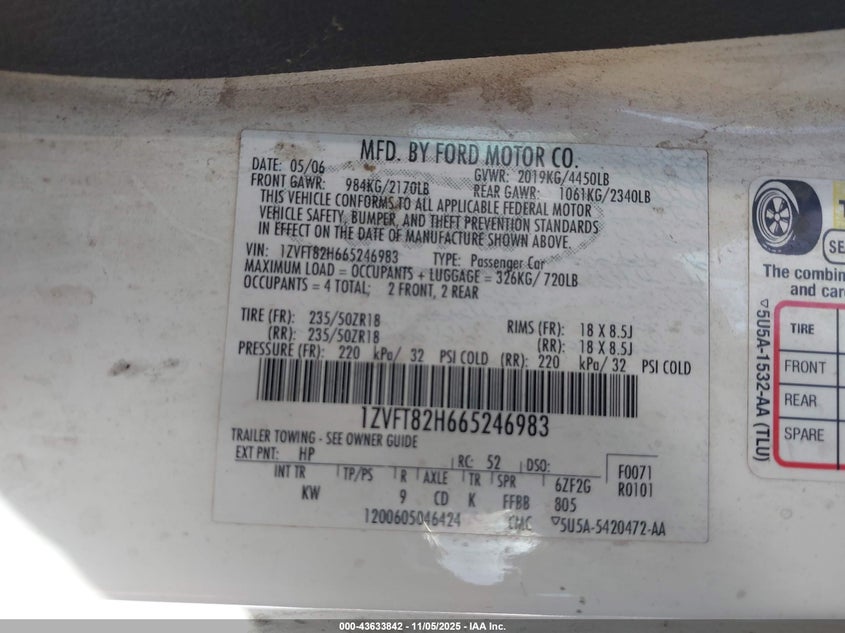 MFD. BY FORD MOTOR CO.
DATE: 05/06 GVWR: 2019KG/4450LB
FRONT GAWR: 984KG/2170LB REAR GAWR: 1061KG/2340LB
THIS VEHICLE CONFORMS TO ALL APPLICABLE FEDERAL MOTOR
VEHICLE SAFETY, BUMPER, AND THEFT PREVENTION STANDARDS
IN EFFECT ON THE DATE OF MANUFACTURE SHOWN ABOVE.
VIN: 1ZVFT82H665246983 TYPE: Passenger Car
MAXIMUM LOAD = OCCUPANTS + LUGGAGE = 326KG/720LB
OCCUPANTS = 4 TOTAL; 2 FRONT, 2 REAR
TIRE (FR): 235/50ZR18 RIMS (FR): 18 X 8.5J
(RR): 235/50ZR18 (RR): 18 X 8.5J
PRESSURE (FR): 220 kPa/ 32 PSI COLD (RR): 220 kPa/ 32 PSI COLD
1ZVFT82H665246983
TRAILER TOWING - SEE OWNER GUIDE
EXT PNT: HP RC: 52 DSO: F0071
INT TR TP/PS R AXLE TR SPR 6ZF2G R0101
KW 9 CD K FFBB 805
1200605046424 CMC ▽5U5A-5420472-AA
T
SE
The combin
and car
TIRE
FRONT
REAR
SPARE
▽5U5A-1532-AA (TLU)
000-43633842 - 11/05/2025 - IAA Inc.